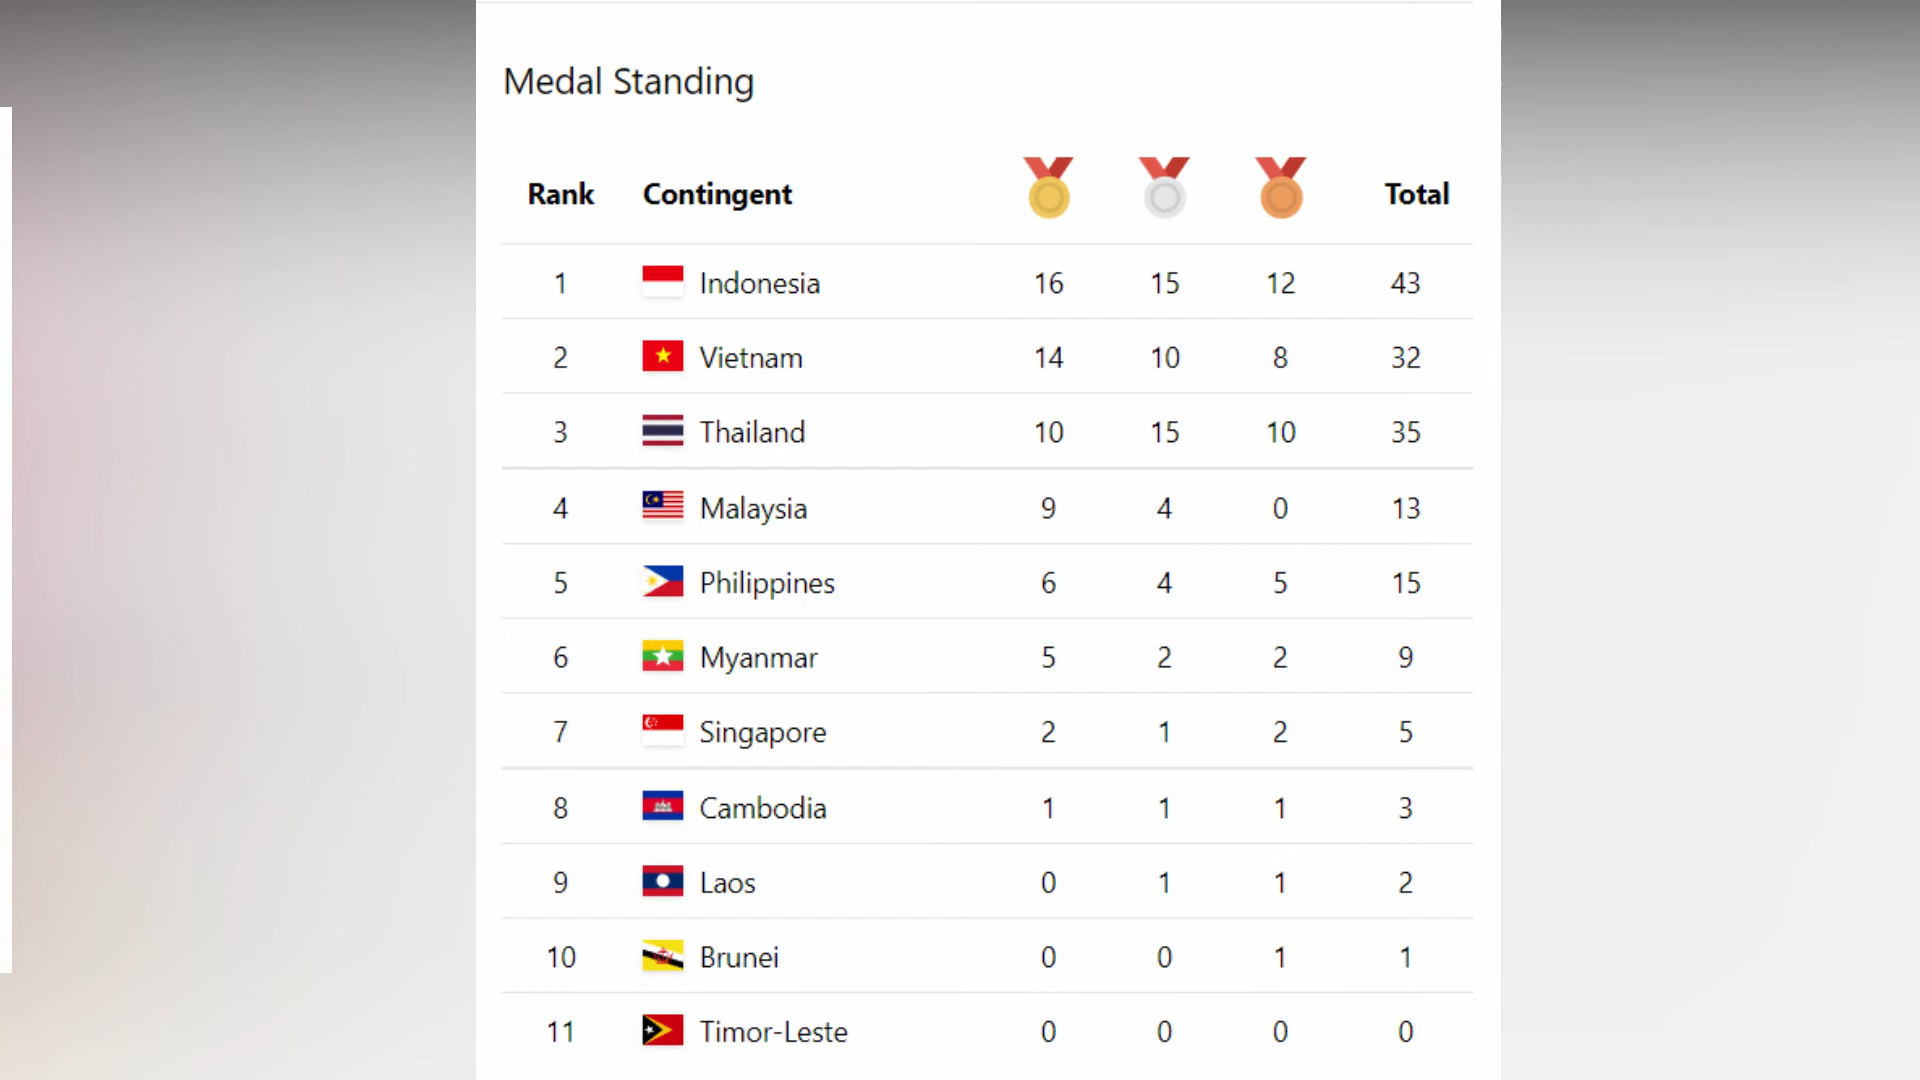 Medal Standing
Rank Contingent Total
1 Indonesia 16 15 12 43
2 Vietnam 14 10 8 32
3 Thailand 10 15 10 35
4 Malaysia 9 4 0 13
5 Philippines 6 4 5 15
6 Myanmar 5 2 2 9
7 Singapore 2 1 2 5
8 Cambodia 1 1 1 3
9 Laos 0 1 1 2
10 Brunei 0 0 1 1
11 Timor-Leste 0 0 0 0